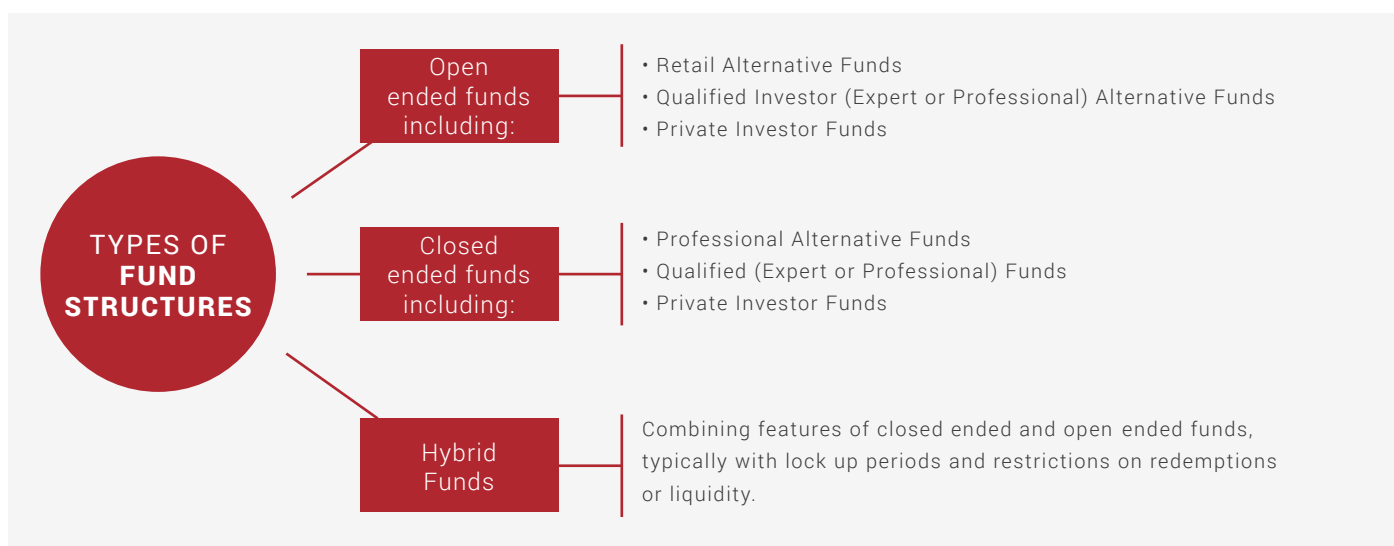 TYPES OF
FUND
STRUCTURES
Open
ended funds
including:
• Retail Alternative Funds
• Qualified Investor (Expert or Professional) Alternative Funds
• Private Investor Funds
Closed
ended funds
including:
• Professional Alternative Funds
• Qualified (Expert or Professional) Funds
• Private Investor Funds
Hybrid
Funds
Combining features of closed ended and open ended funds,
typically with lock up periods and restrictions on redemptions
or liquidity.